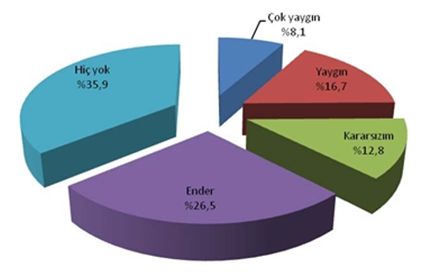 Çok yaygın
%8,1
Yaygın
%16,7
Kararsızım
%12,8
Ender
%26,5
Hiç yok
%35,9